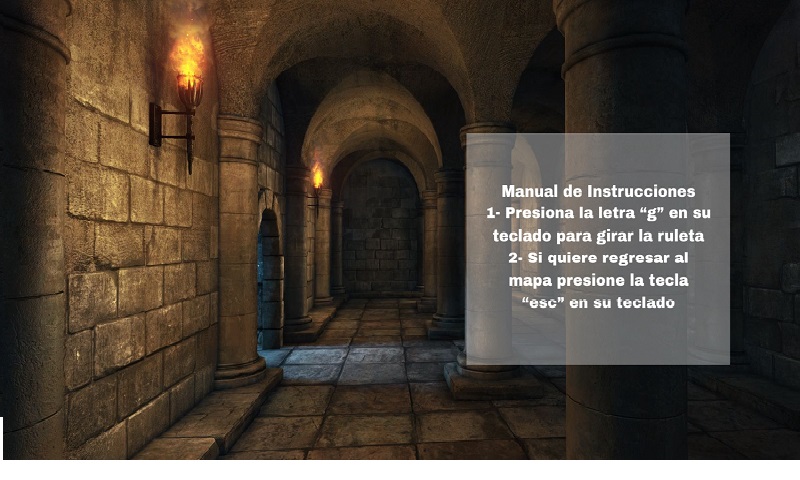 Manual de Instrucciones
1- Presiona la letra “g” en su
teclado para girar la ruleta
2- Si quiere regresar al
mapa presione la tecla
“esc” en su teclado